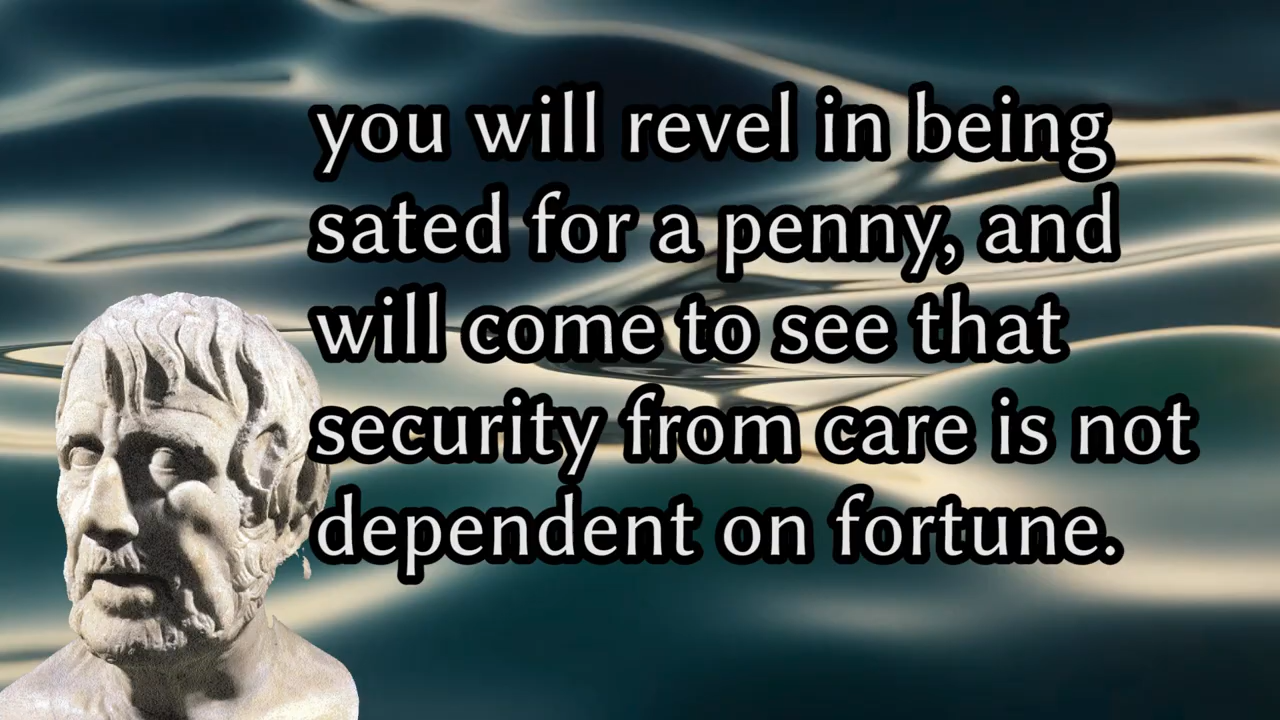 you will revel in being
sated for a penny, and
will come to see that
security from care is not
dependent on fortune.